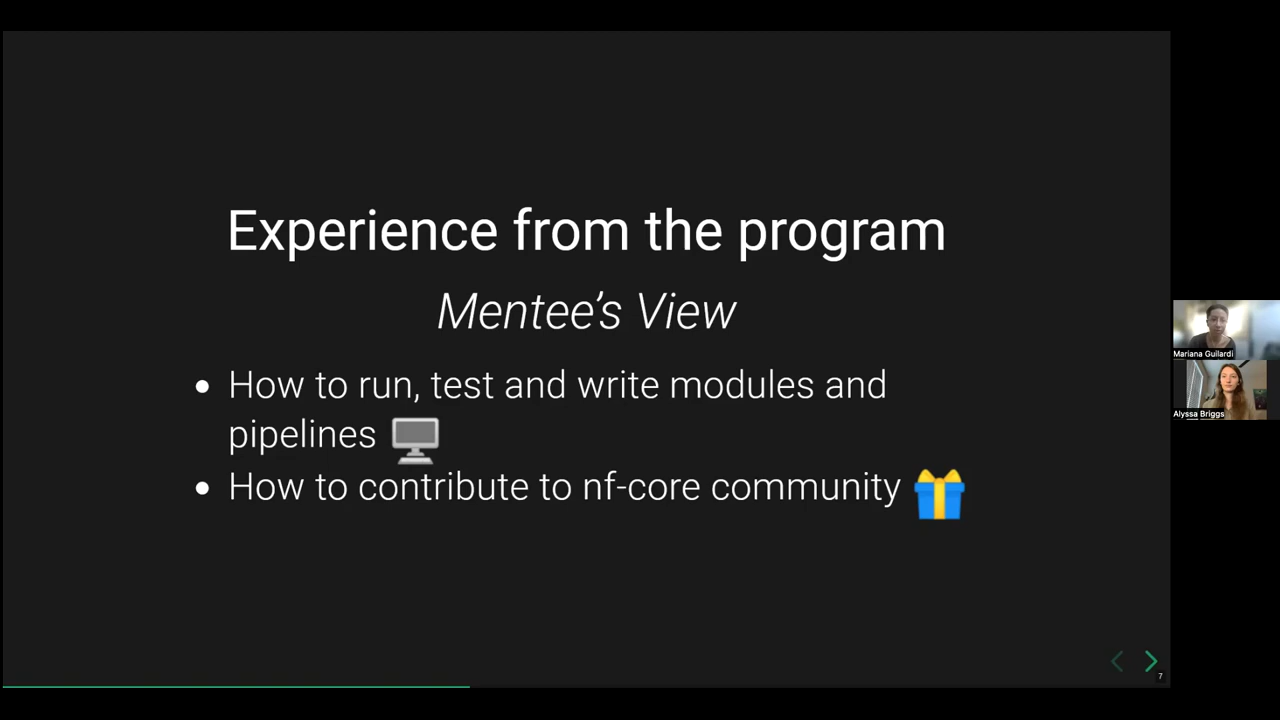 Experience from the program
Mentee’s View
• How to run, test and write modules and
pipelines
• How to contribute to nf-core community
Mariana Guilardi
Alyssa Briggs
7